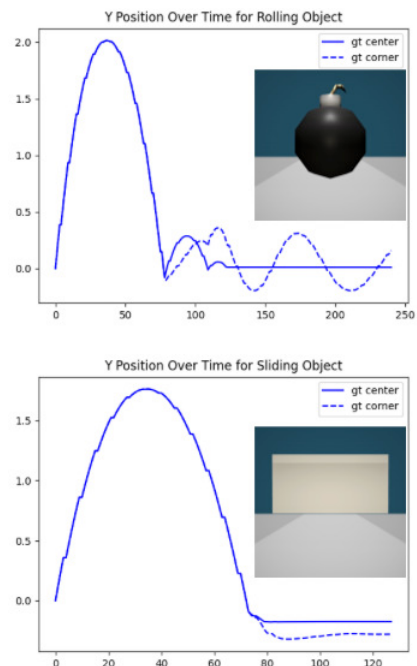 Y Position Over Time for Rolling Object
2.0
1.5
1.0
0.5
0.0
gt center
gt corner
0 50 100 150 200 250
Y Position Over Time for Sliding Object
1.5
1.0
0.5
0.0
gt center
gt corner
0 20 40 60 80 100 120